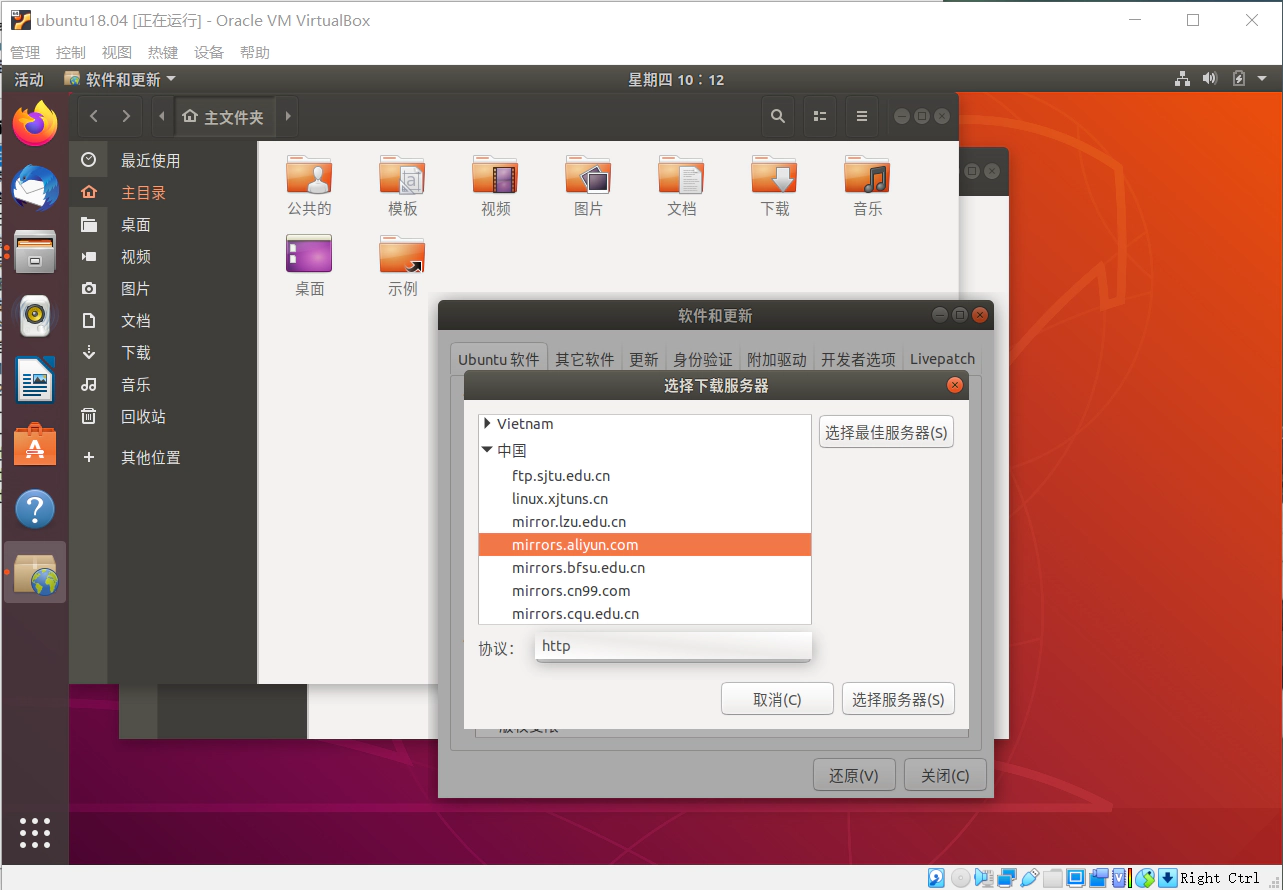 ubuntu18.04 [正在运行] - Oracle VM VirtualBox
管理 控制 视图 热键 设备 帮助
活动 软件和更新 星期四 10：12
主文件夹
最近使用
主目录
桌面
视频
图片
文档
下载
音乐
回收站
其他位置
公共的 模板 视频 图片 文档 下载 音乐
桌面 示例
软件和更新
Ubuntu 软件 其它软件 更新 身份验证 附加驱动 开发者选项 Livepatch
选择下载服务器
Vietnam
中国
ftp.sjtu.edu.cn
linux.xjtuns.cn
mirror.lzu.edu.cn
mirrors.aliyun.com
mirrors.bfsu.edu.cn
mirrors.cn99.com
mirrors.cqu.edu.cn
选择最佳服务器(S)
协议： http
取消(C) 选择服务器(S)
还原(V) 关闭(C)
Right Ctrl